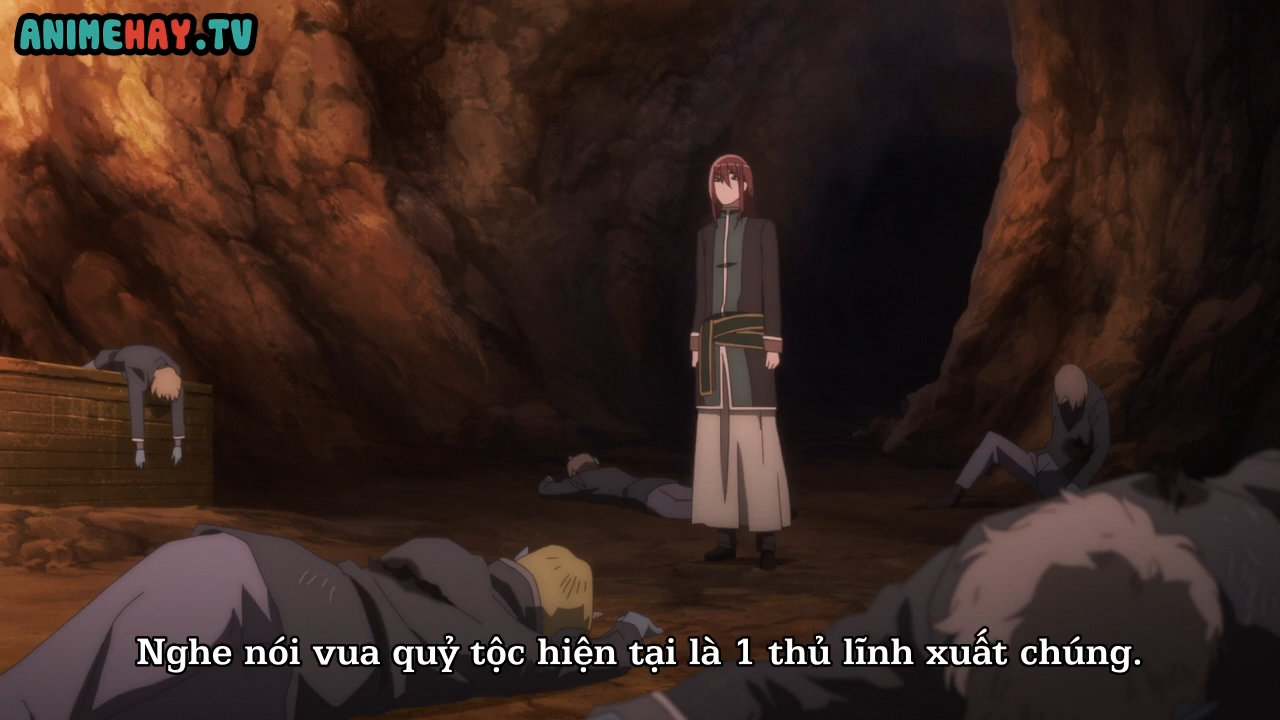 ANIMEHAY.TV
Nghe nói vua quỷ tộc hiện tại là 1 thủ lĩnh xuất chúng.